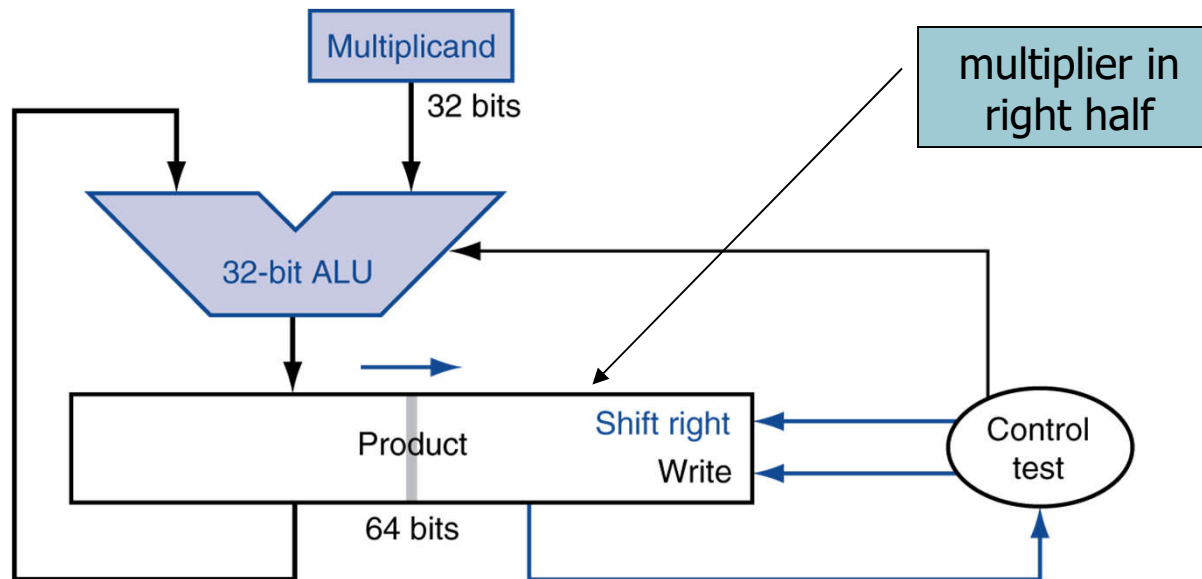 Multiplicand
multiplier in
right half
32 bits
32-bit ALU
Shift right
Product
Write
Control
test
64 bits